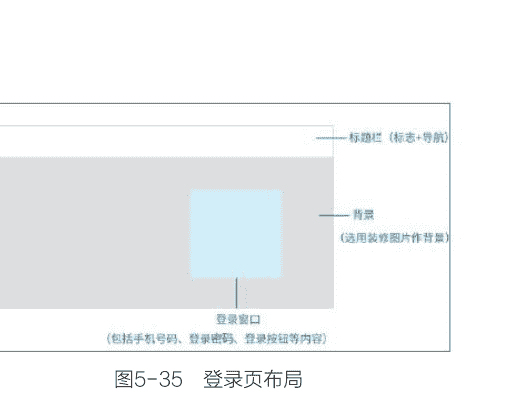 标题栏（标志+导航）
背景
（选用装修图片作背景）
登录窗口
（包括手机号码、登录密码、登录按钮等内容）
图5-35 登录页布局